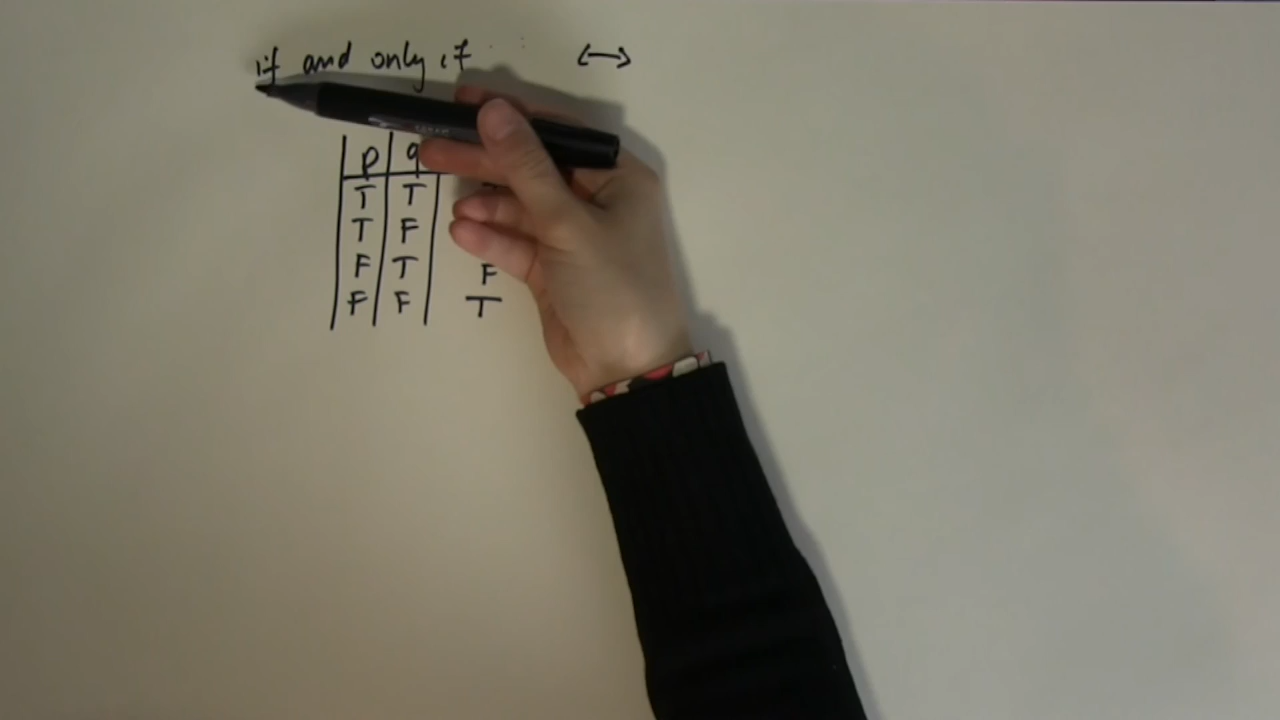 if and only if ↔
p q
T T
T F
F T F
F F T